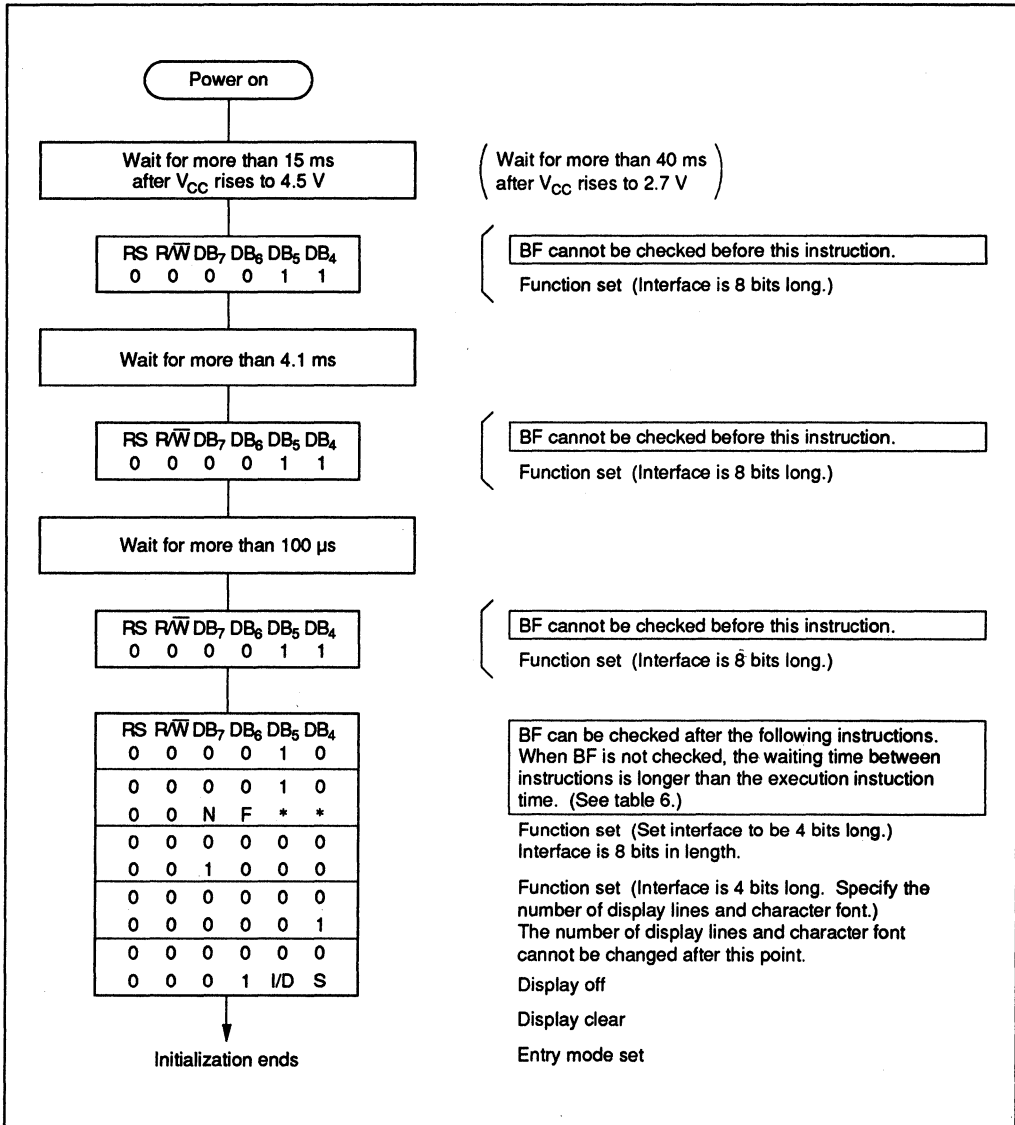 Power on
Wait for more than 15 ms
after VCC rises to 4.5 V
( Wait for more than 40 ms
after VCC rises to 2.7 V )
RS R/W̅ DB7 DB6 DB5 DB4
0 0 0 0 1 1
BF cannot be checked before this instruction.
Function set (Interface is 8 bits long.)
Wait for more than 4.1 ms
RS R/W̅ DB7 DB6 DB5 DB4
0 0 0 0 1 1
BF cannot be checked before this instruction.
Function set (Interface is 8 bits long.)
Wait for more than 100 µs
RS R/W̅ DB7 DB6 DB5 DB4
0 0 0 0 1 1
BF cannot be checked before this instruction.
Function set (Interface is 8 bits long.)
RS R/W̅ DB7 DB6 DB5 DB4
0 0 0 0 1 0
0 0 0 0 1 0
0 0 N F * *
0 0 0 0 0 0
0 0 1 0 0 0
0 0 0 0 0 0
0 0 0 0 0 1
0 0 0 0 0 0
0 0 0 1 I/D S
Initialization ends
BF can be checked after the following instructions.
When BF is not checked, the waiting time between
instructions is longer than the execution instuction
time. (See table 6.)
Function set (Set interface to be 4 bits long.)
Interface is 8 bits in length.
Function set (Interface is 4 bits long. Specify the
number of display lines and character font.)
The number of display lines and character font
cannot be changed after this point.
Display off
Display clear
Entry mode set